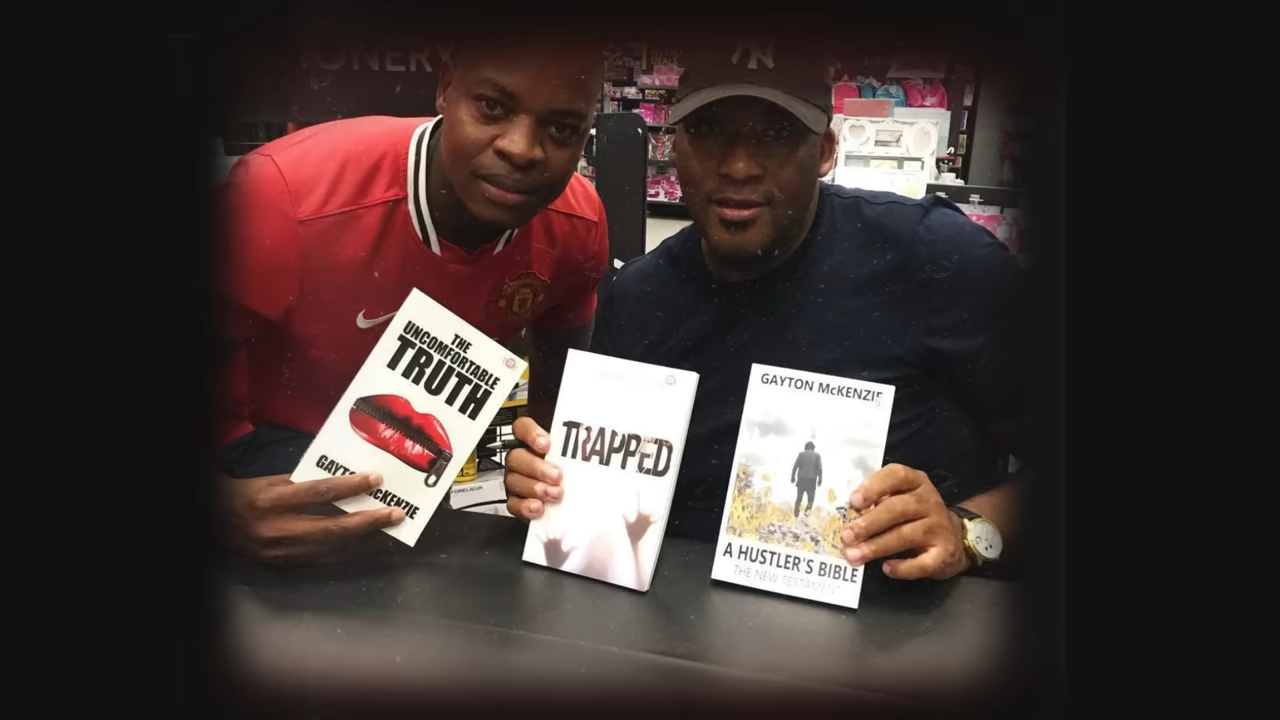 THE
UNCOMFORTABLE
TRUTH
TRAPPED
GAYTON McKENZIE
A HUSTLER'S BIBLE
THE NEW TESTAMENT